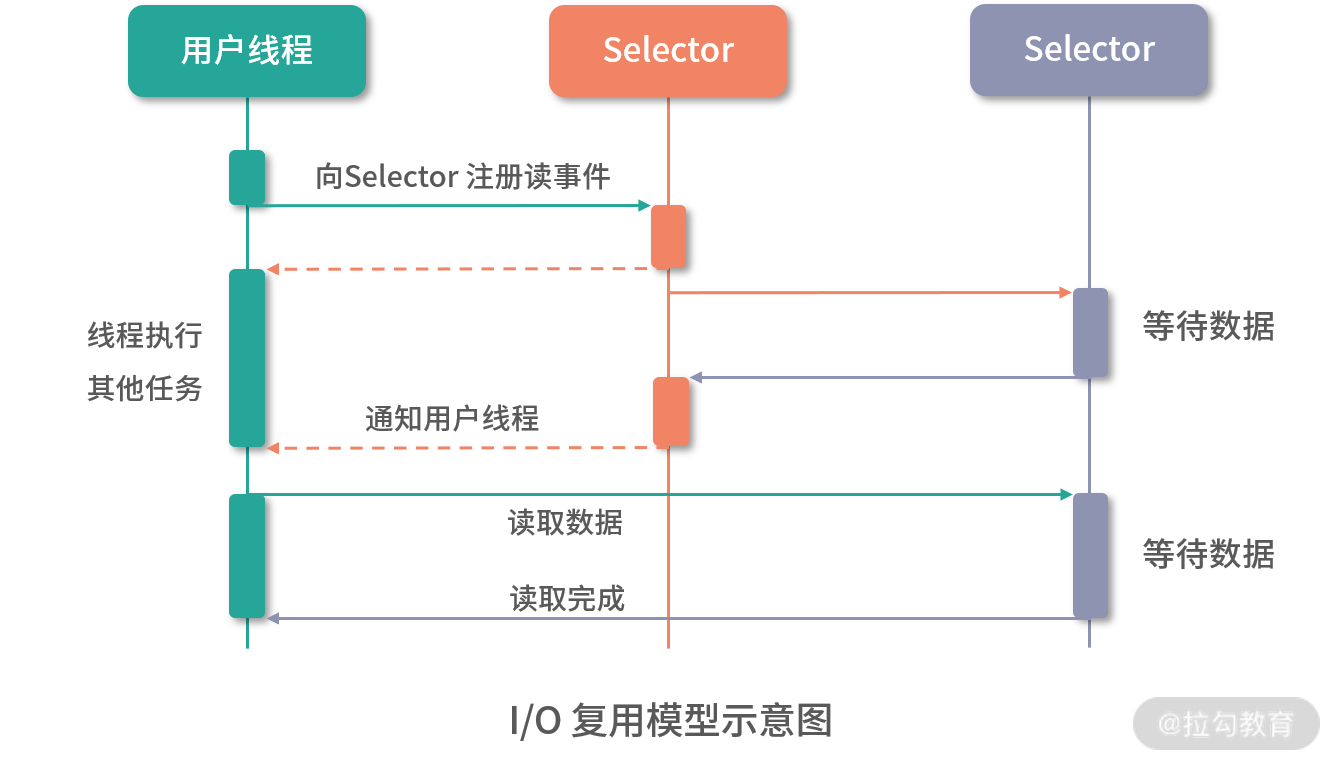 用户线程
Selector
Selector
向Selector 注册读事件
线程执行
其他任务
等待数据
通知用户线程
读取数据
等待数据
读取完成
I/O 复用模型示意图
@拉勾教育